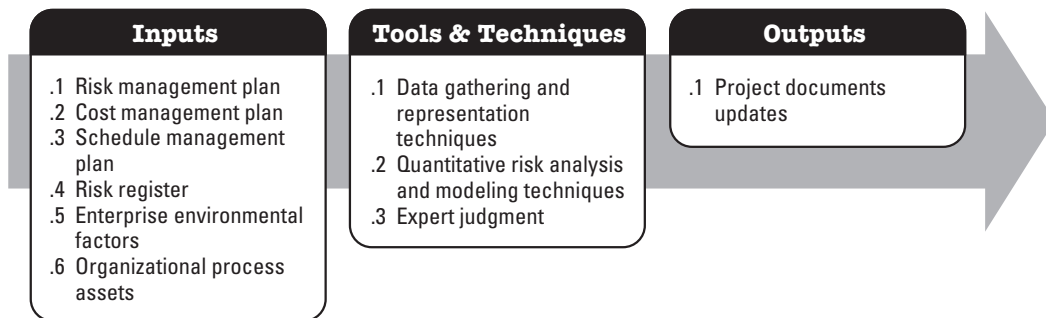 Inputs
.1 Risk management plan
.2 Cost management plan
.3 Schedule management
plan
.4 Risk register
.5 Enterprise environmental
factors
.6 Organizational process
assets
Tools & Techniques
.1 Data gathering and
representation
techniques
.2 Quantitative risk analysis
and modeling techniques
.3 Expert judgment
Outputs
.1 Project documents
updates